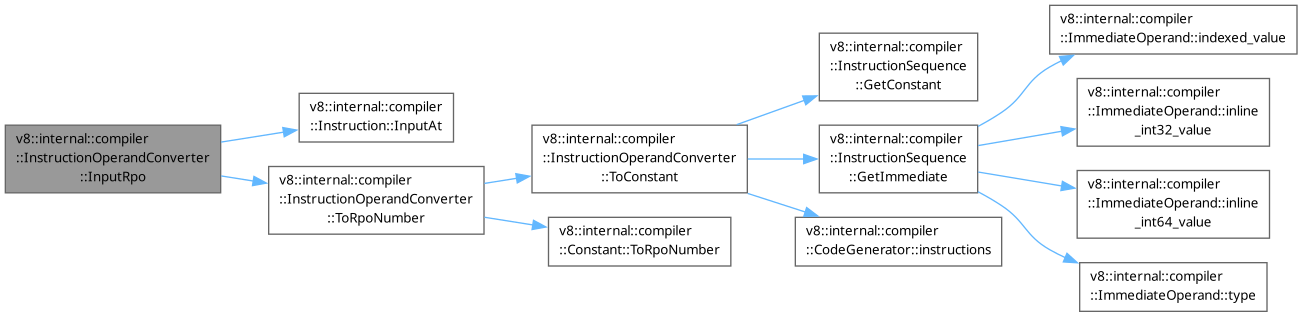 v8::internal::compiler
::InstructionOperandConverter
::InputRpo
v8::internal::compiler
::Instruction::InputAt
v8::internal::compiler
::InstructionOperandConverter
::ToRpoNumber
v8::internal::compiler
::InstructionOperandConverter
::ToConstant
v8::internal::compiler
::Constant::ToRpoNumber
v8::internal::compiler
::InstructionSequence
::GetConstant
v8::internal::compiler
::InstructionSequence
::GetImmediate
v8::internal::compiler
::CodeGenerator::instructions
v8::internal::compiler
::ImmediateOperand::indexed_value
v8::internal::compiler
::ImmediateOperand::inline
_int32_value
v8::internal::compiler
::ImmediateOperand::inline
_int64_value
v8::internal::compiler
::ImmediateOperand::type